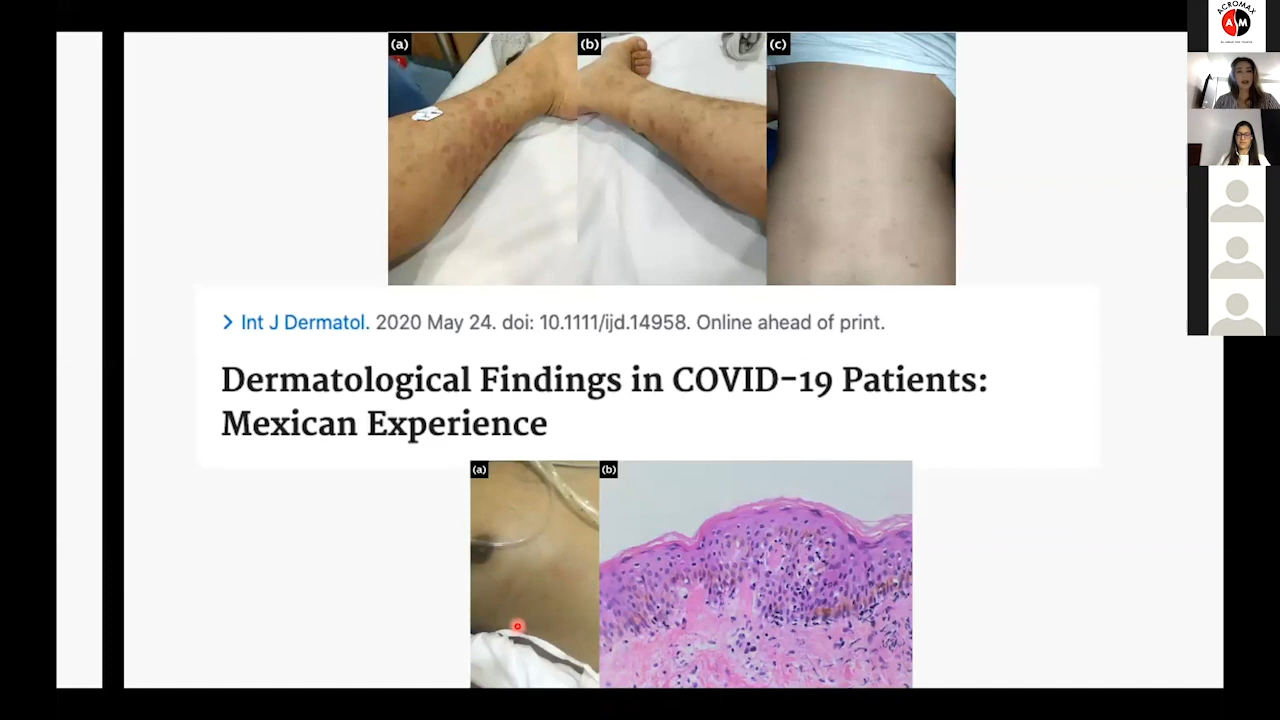 (a)
(b)
(c)
ACROMAX
ASM
> Int J Dermatol. 2020 May 24. doi: 10.1111/ijd.14958. Online ahead of print.
Dermatological Findings in COVID-19 Patients:
Mexican Experience
(a)
(b)